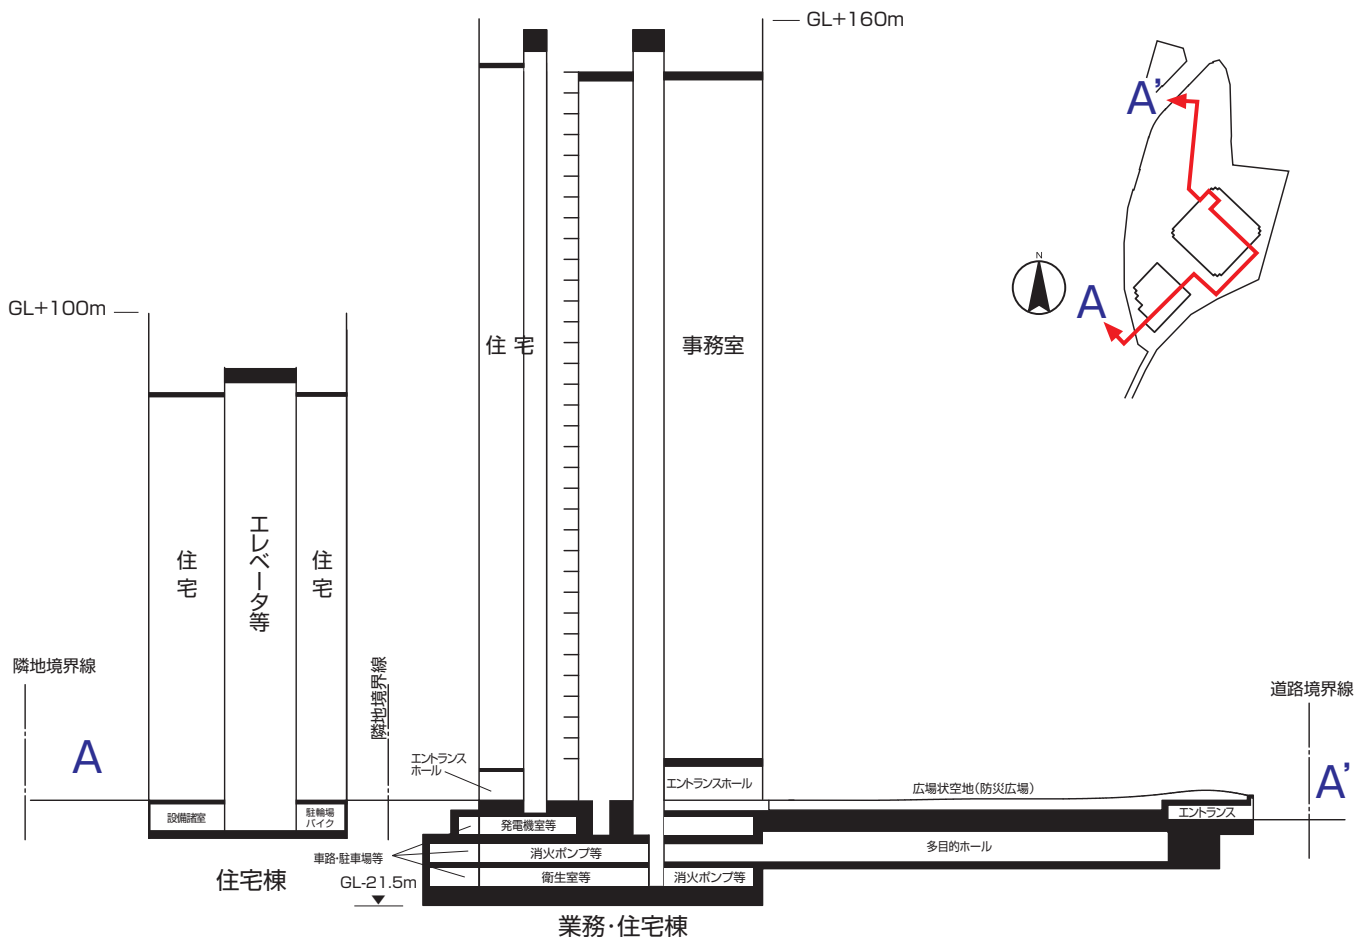 GL+160m
A'
N
A
GL+100m
住 宅
事務室
住宅
エレベータ等
住宅
隣地境界線
隣地境界線
道路境界線
A
エントランス
ホール
エントランスホール
広場状空地(防災広場)
A'
設備諸室
駐輪場
バイク
発電機室等
エントランス
車路・駐車場等
消火ポンプ等
多目的ホール
住宅棟
GL-21.5m
衛生室等
消火ポンプ等
業務・住宅棟